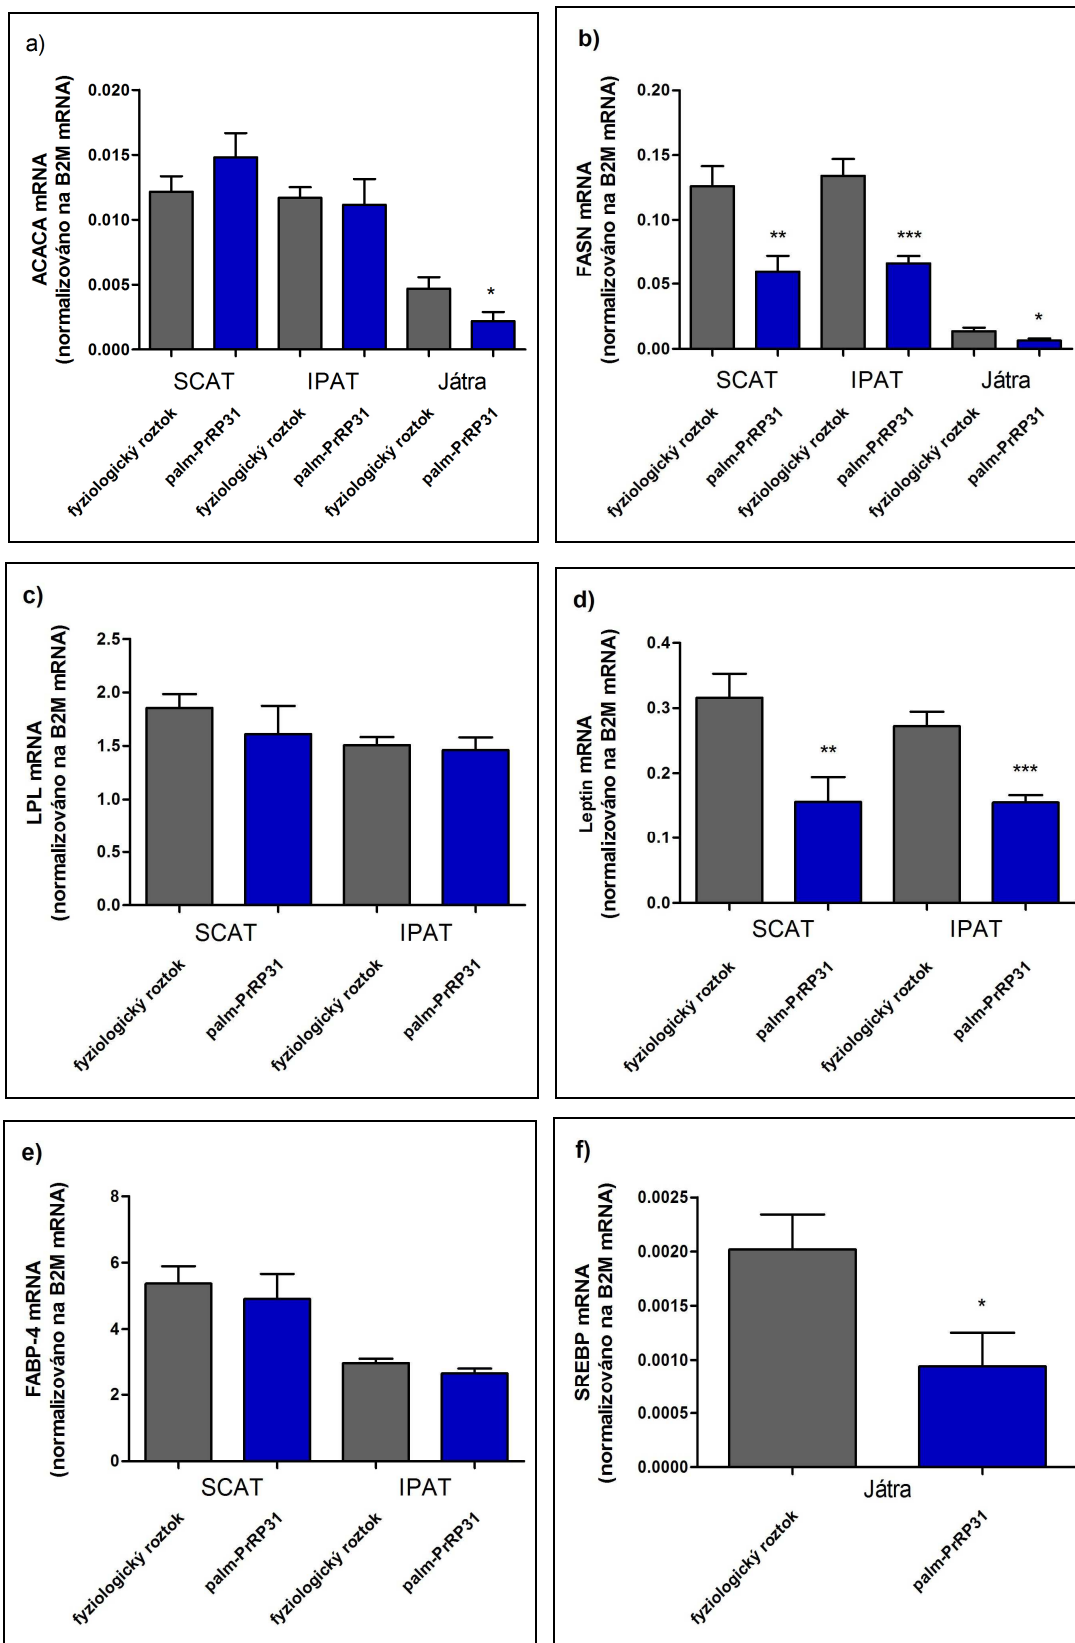 a)
ACACA mRNA
(normalizováno na B2M mRNA)
0.020
0.015
0.010
0.005
0.000
*
SCAT IPAT Játra
fyziologický roztok
palm-PrRP31
fyziologický roztok
palm-PrRP31
fyziologický roztok
palm-PrRP31
b)
FASN mRNA
(normalizováno na B2M mRNA)
0.20
0.15
0.10
0.05
0.00
** *** *
SCAT IPAT Játra
fyziologický roztok
palm-PrRP31
fyziologický roztok
palm-PrRP31
fyziologický roztok
palm-PrRP31
c)
LPL mRNA
(normalizováno na B2M mRNA)
2.5
2.0
1.5
1.0
0.5
0.0
SCAT IPAT
fyziologický roztok
palm-PrRP31
fyziologický roztok
palm-PrRP31
d)
Leptin mRNA
(normalizováno na B2M mRNA)
0.4
0.3
0.2
0.1
0.0
** ***
SCAT IPAT
fyziologický roztok
palm-PrRP31
fyziologický roztok
palm-PrRP31
e)
FABP-4 mRNA
(normalizováno na B2M mRNA)
8
6
4
2
0
SCAT IPAT
fyziologický roztok
palm-PrRP31
fyziologický roztok
palm-PrRP31
f)
SREBP mRNA
(normalizováno na B2M mRNA)
0.0025
0.0020
0.0015
0.0010
0.0005
0.0000
*
Játra
fyziologický roztok
palm-PrRP31